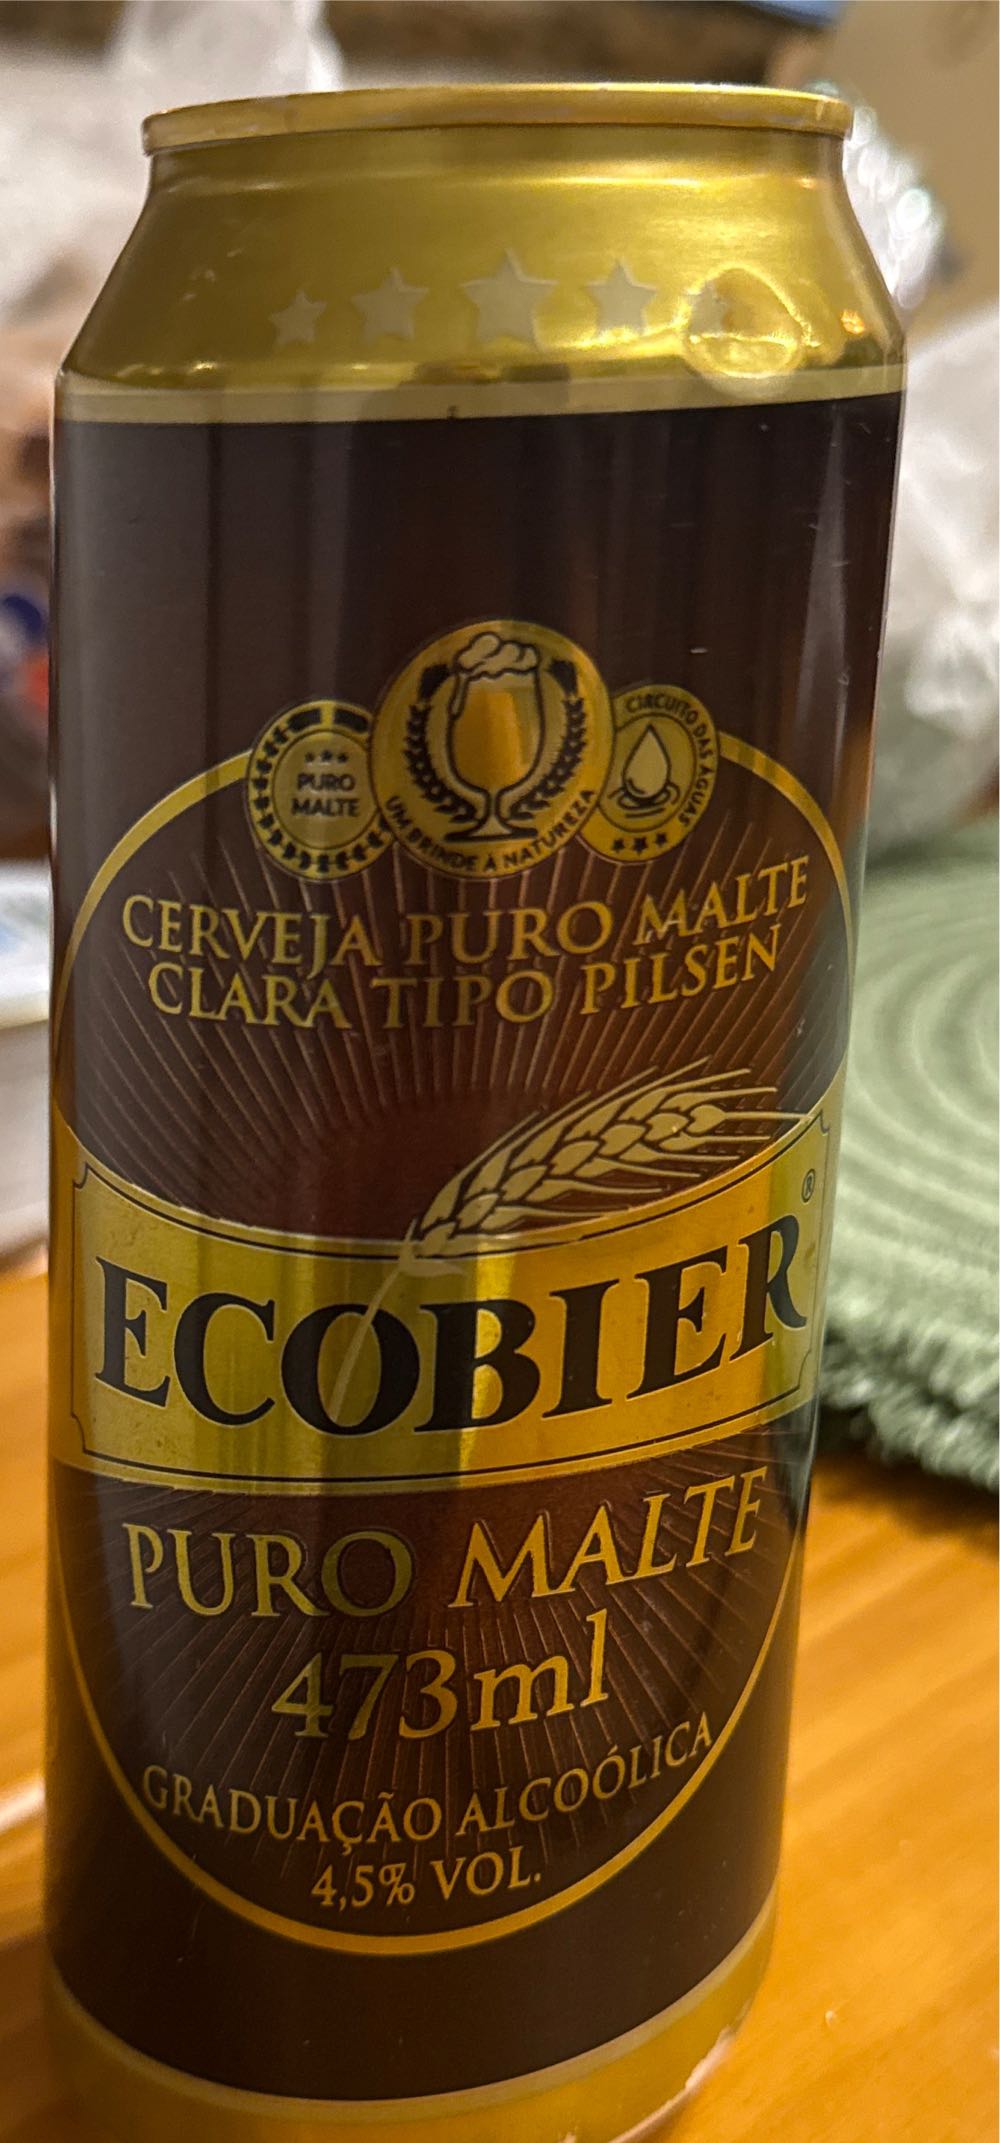 PURO
MALTE
UM BRINDE À NATUREZA
CIRCUITO DAS ÁGUAS
CERVEJA PURO MALTE
CLARA TIPO PILSEN
ECOBIER®
PURO MALTE
473ml
GRADUAÇÃO ALCOÓLICA
4,5% VOL.